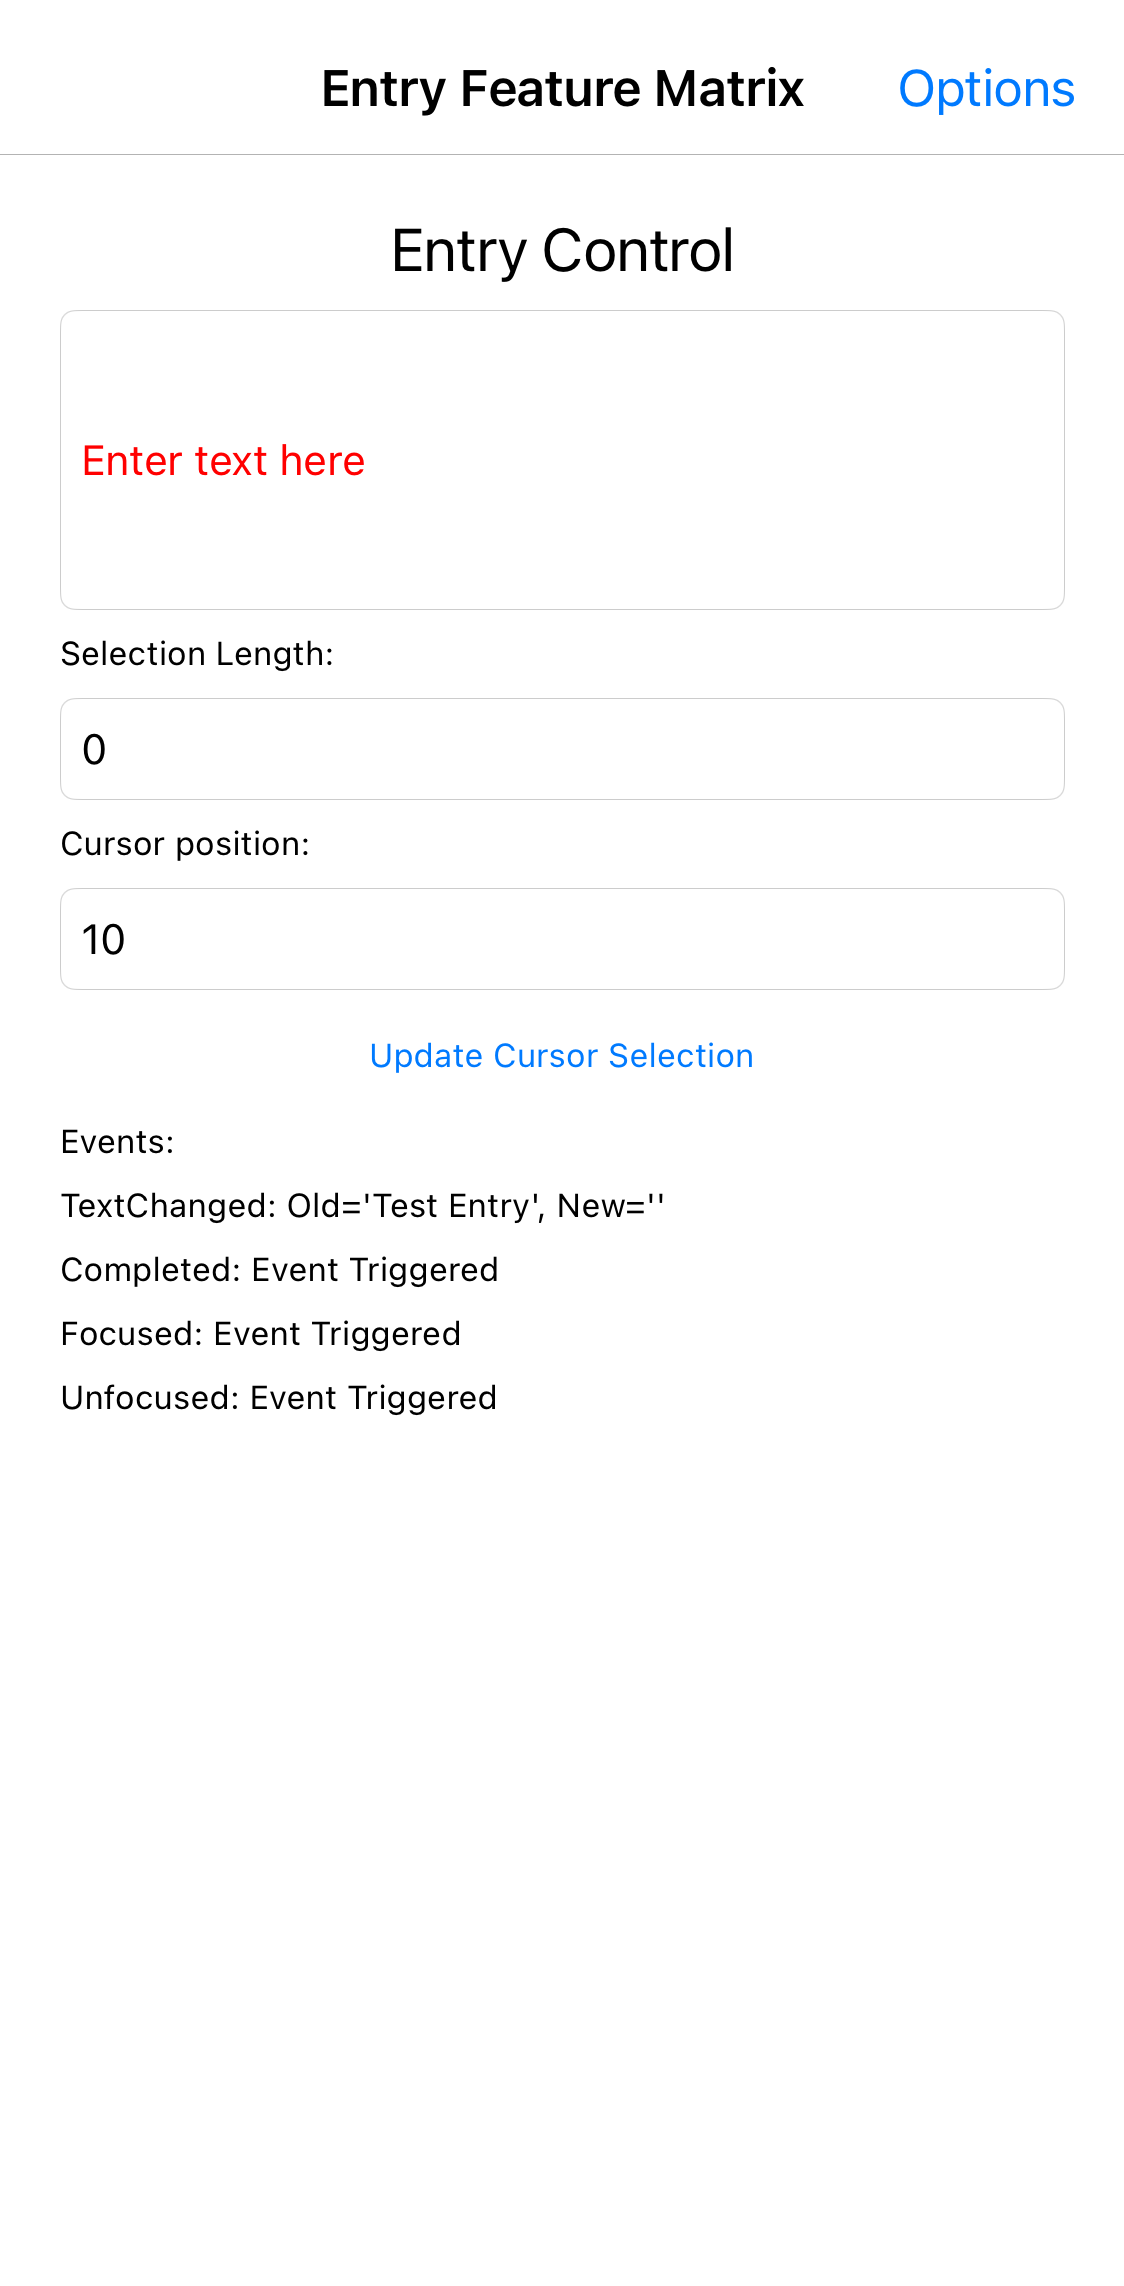 Entry Feature Matrix
Options
Entry Control
Enter text here
Selection Length:
0
Cursor position:
10
Update Cursor Selection
Events:
TextChanged: Old='Test Entry', New=''
Completed: Event Triggered
Focused: Event Triggered
Unfocused: Event Triggered